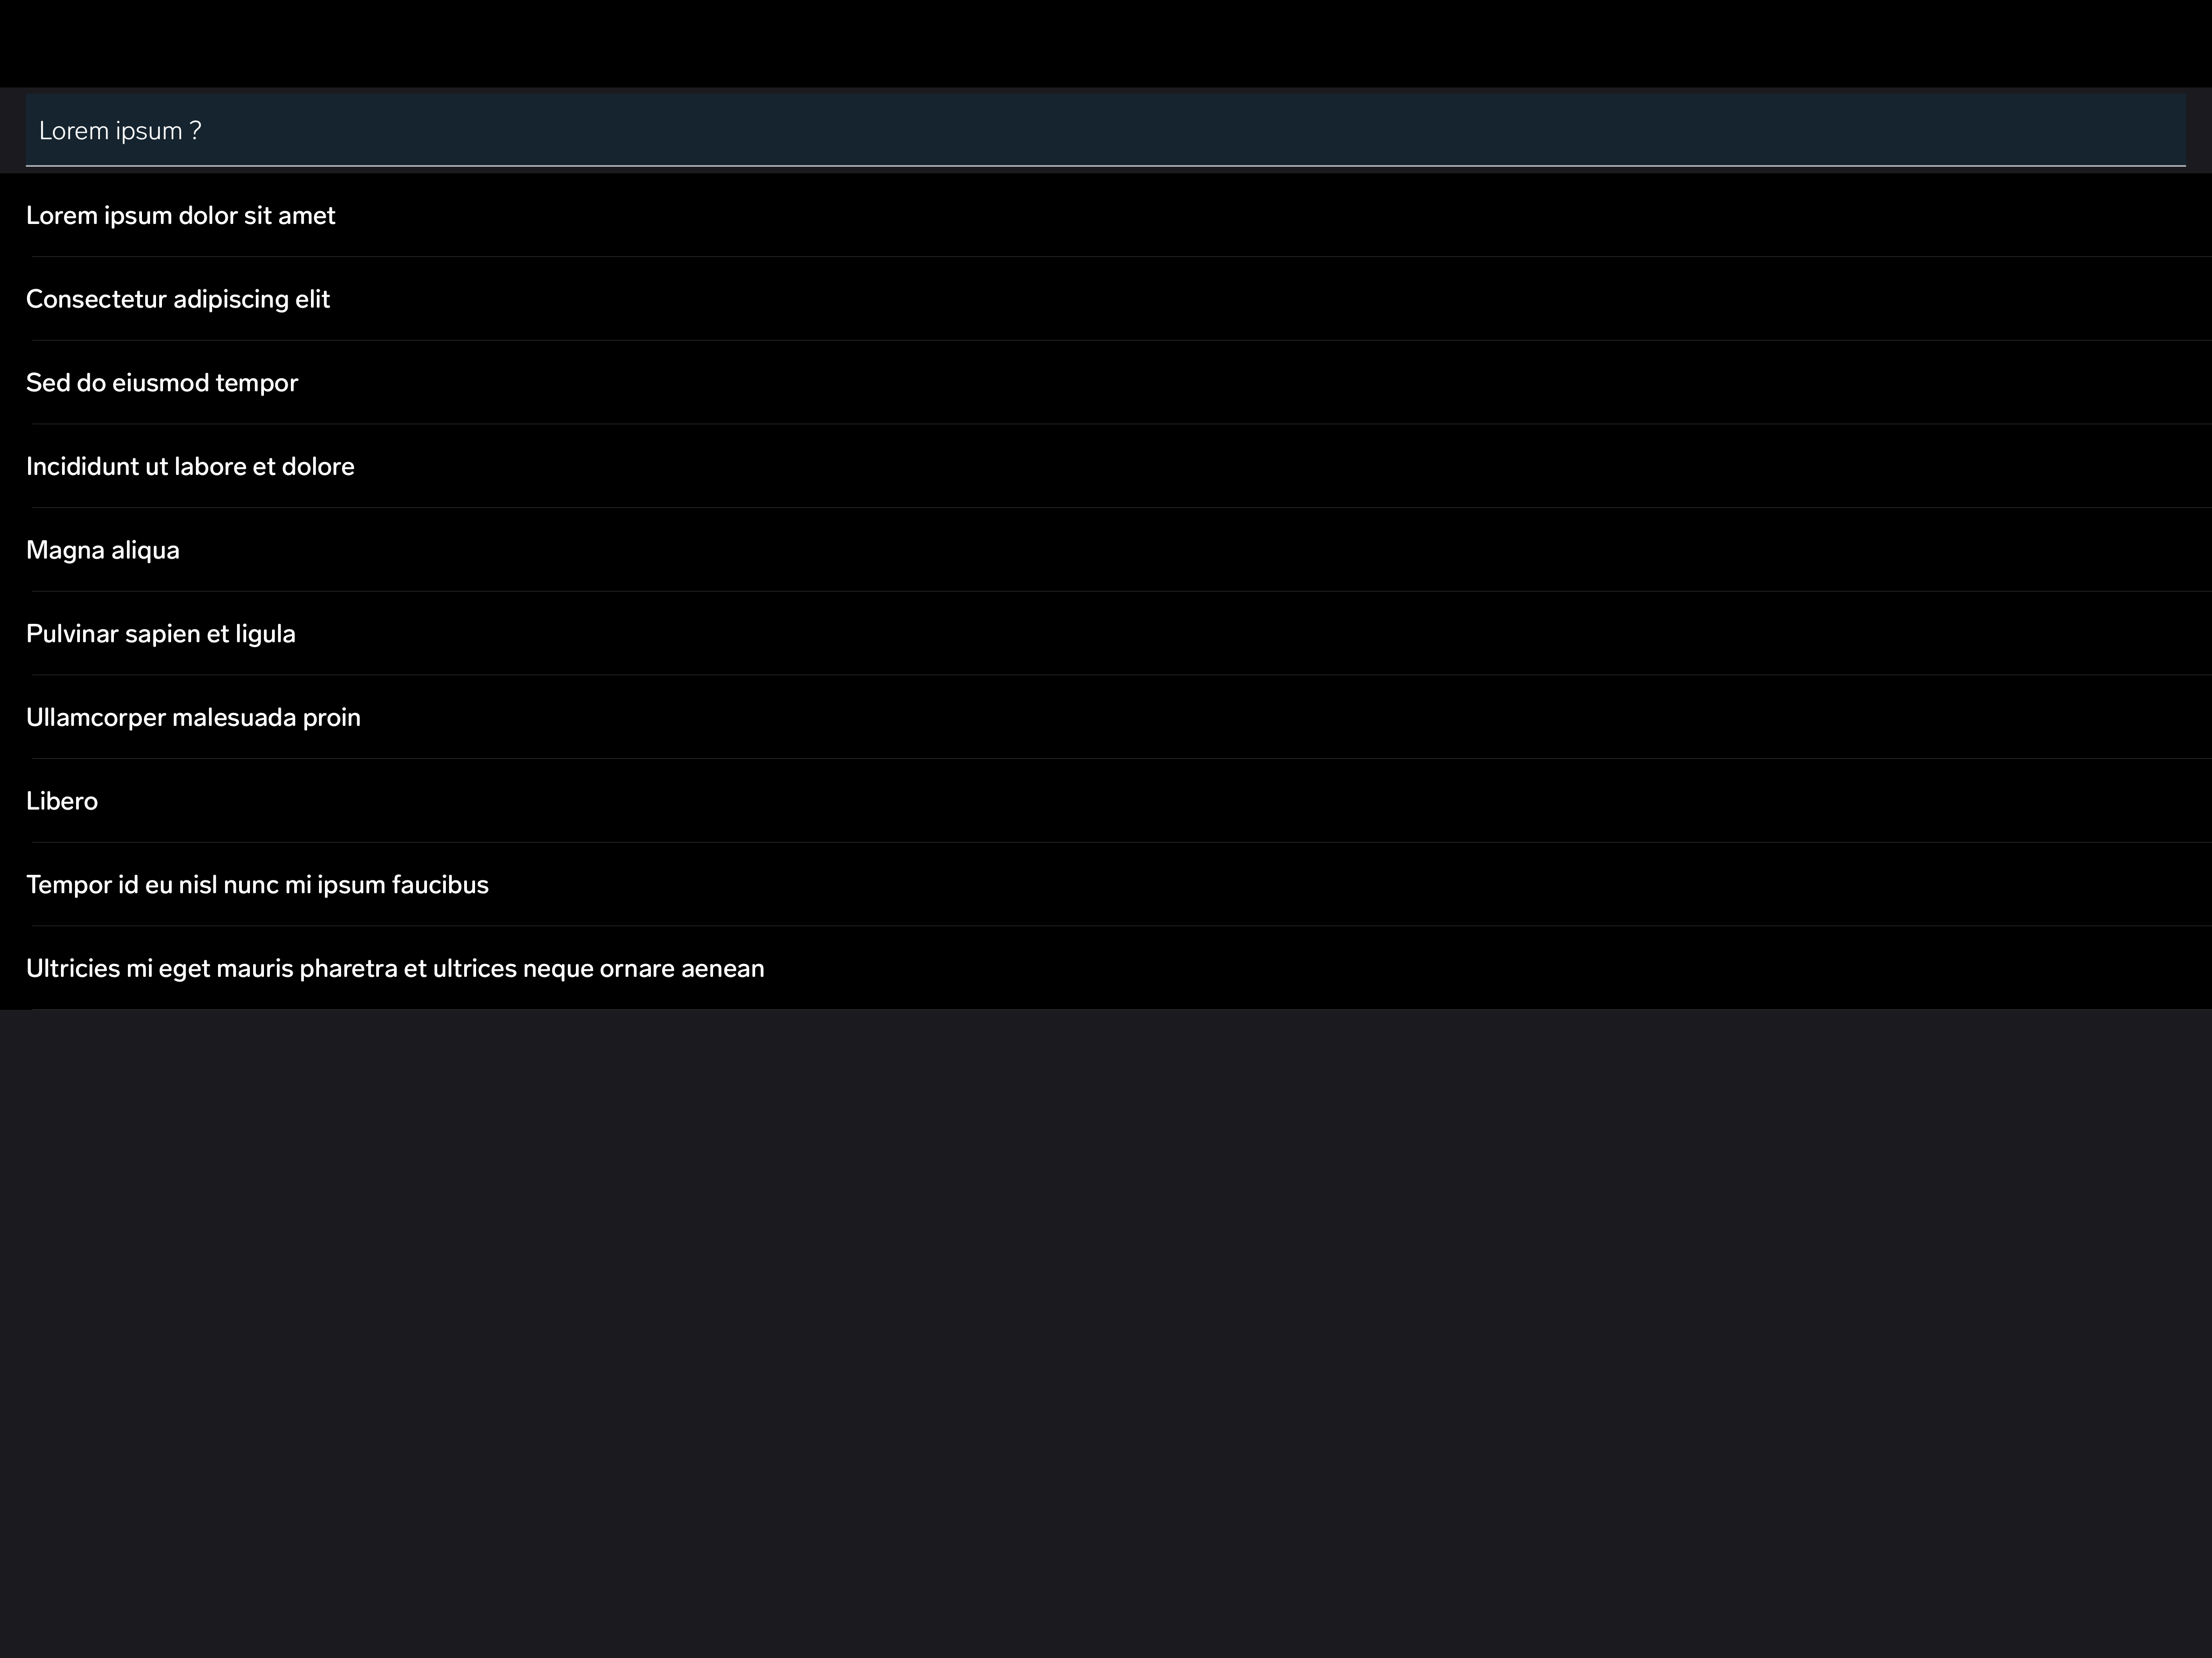 Lorem ipsum ?
Lorem ipsum dolor sit amet
Consectetur adipiscing elit
Sed do eiusmod tempor
Incididunt ut labore et dolore
Magna aliqua
Pulvinar sapien et ligula
Ullamcorper malesuada proin
Libero
Tempor id eu nisl nunc mi ipsum faucibus
Ultricies mi eget mauris pharetra et ultrices neque ornare aenean